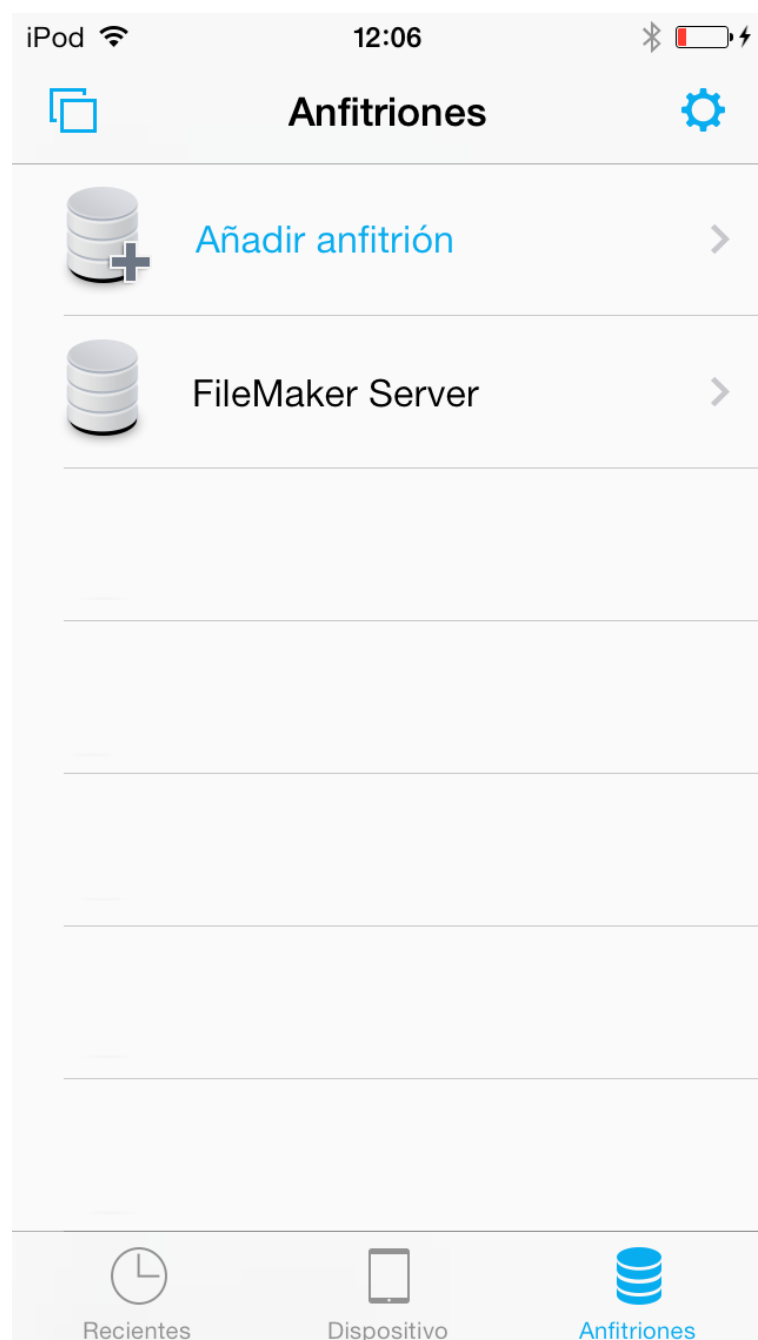 iPod 12:06
Anfitriones
Añadir anfitrión
FileMaker Server
Recientes Dispositivo Anfitriones